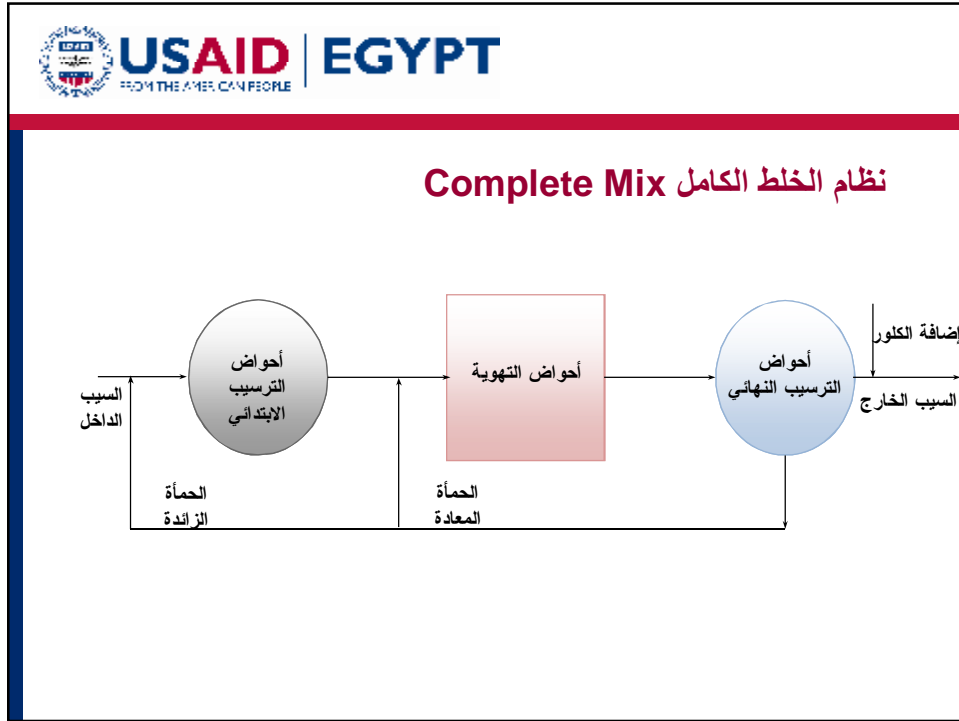 USAID | EGYPT
FROM THE AMERICAN PEOPLE
نظام الخلط الكامل Complete Mix
إضافة الكلور
أحواض
الترسيب
الابتدائي
أحواض التهوية
أحواض
الترسيب النهائي
السيب
الداخل
السيب الخارج
الحمأة
الزائدة
الحمأة
المعادة